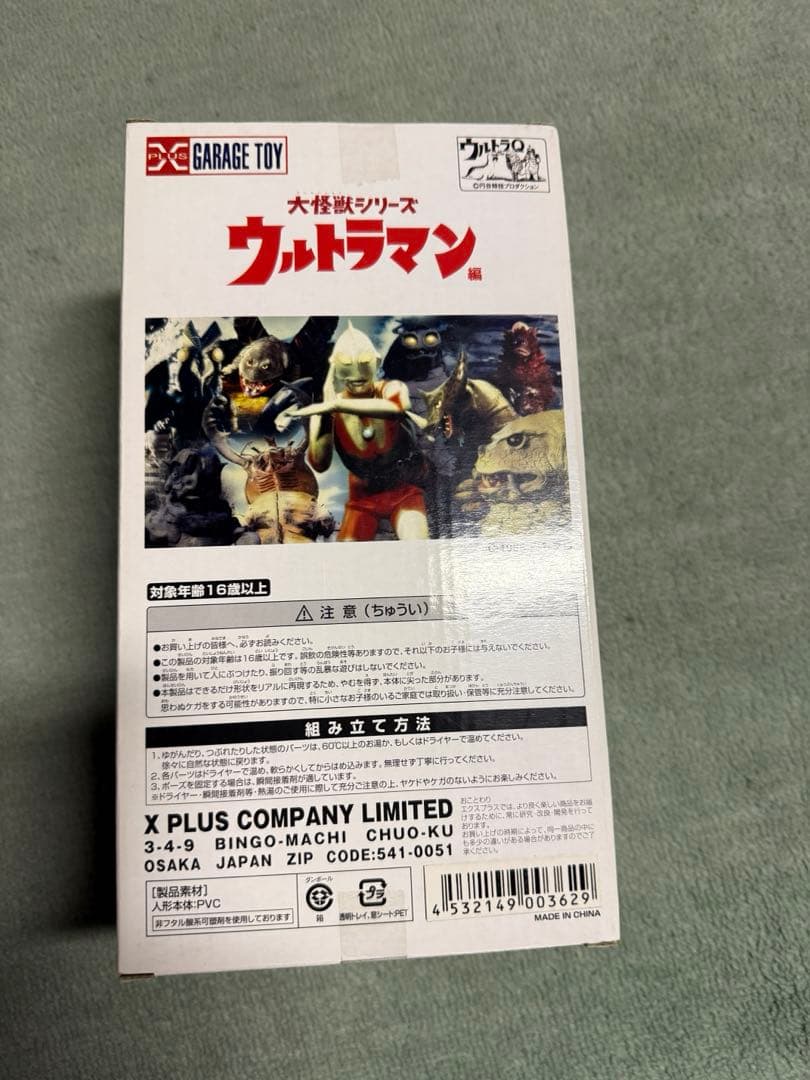 X PLUS GARAGE TOY
ウルトラQ
©円谷特技プロダクション
大怪獣シリーズ
ウルトラマン編
対象年齢16歳以上
⚠ 注意(ちゅうい)
●お買い上げの皆様へ、必ずお読みください。
●この製品の対象年齢は16歳以上です。誤飲の危険性等ありますので、それ以下のお子様には与えないでください。
●製品を用いて人にぶつけたり、振り回す等の乱暴な遊びはしないでください。
●本製品はできるだけ形状をリアルに再現するため、やむを得ず、本体に尖った部分があります。
思わぬケガをする可能性がありますので、特に小さなお子様のいるご家庭では取り扱い・保管等に充分注意してください。
組み立て方法
1、ゆがんだり、つぶれたりした状態のパーツは、60℃以上のお湯か、もしくはドライヤーで温めてください。
徐々に自然な状態に戻ります。
2、各パーツはドライヤーで温め、軟らかくしてからはめ込みます。無理せず丁寧に行ってください。
3、ポーズを固定する場合は、瞬間接着剤が適しています。
※ドライヤー・瞬間接着剤等・熱湯のご使用に際して充分ご注意の上、ヤケドやケガのないようにお楽しみください。
X PLUS COMPANY LIMITED
3-4-9 BINGO-MACHI CHUO-KU
OSAKA JAPAN ZIP CODE:541-0051
おことわり
エクスプラスでは、より良く楽しい商品をお届
けするために、常に研究・改良・開発を行って
おります。
お買い上げの時期によって、同一商品の中に
も多少の違いがある場合がありますのでご了
承ください。
[製品素材]
人形本体:PVC
非フタル酸系可塑剤を使用しております
ダンボール
箱
プラ
透明トレイ、窓シート:PET
4 532149 003629
MADE IN CHINA